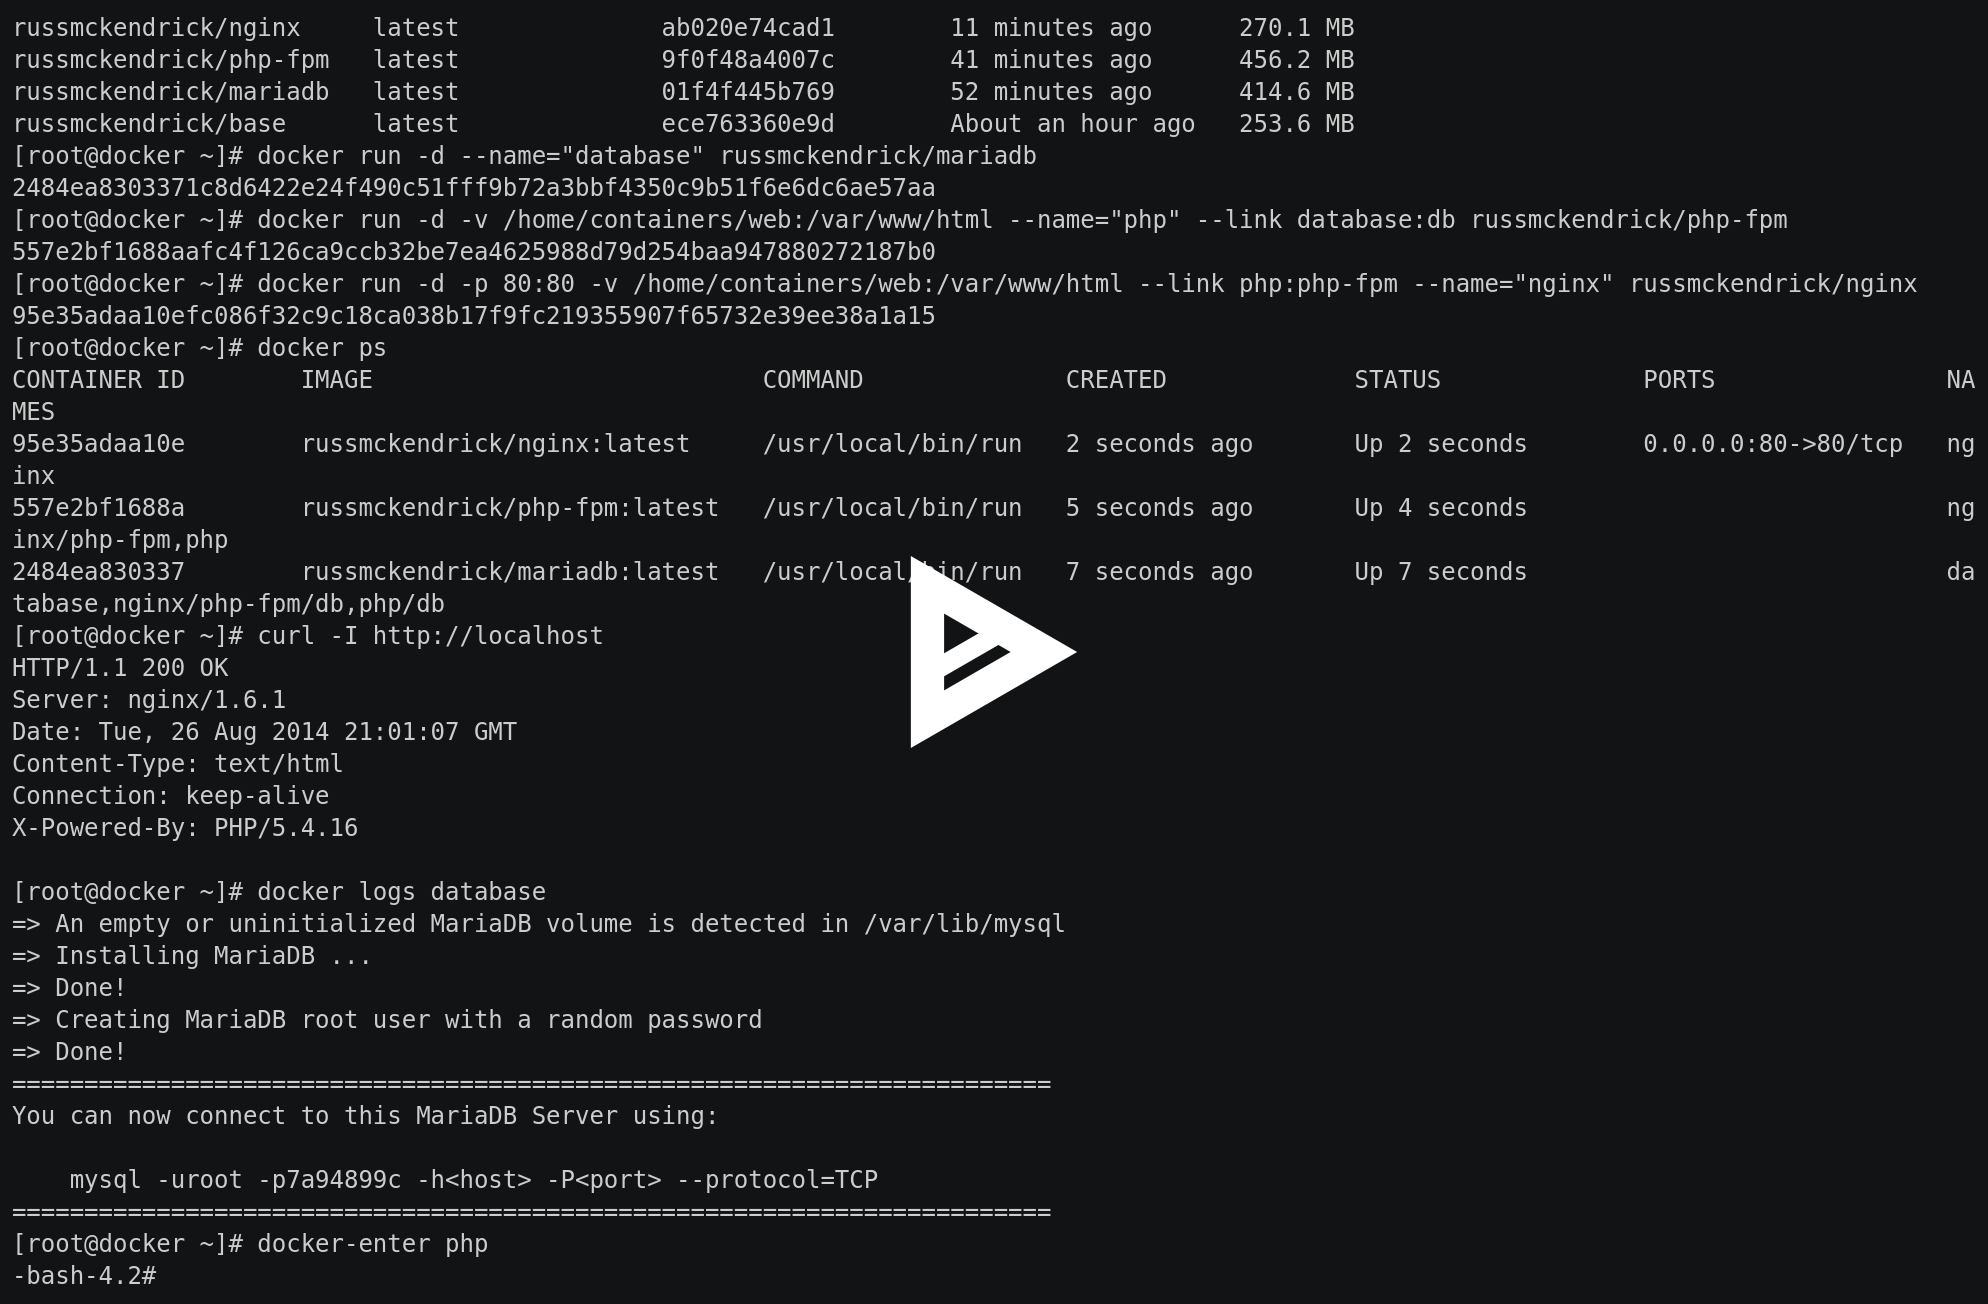 russmckendrick/nginx     latest              ab020e74cad1        11 minutes ago      270.1 MB
russmckendrick/php-fpm   latest              9f0f48a4007c        41 minutes ago      456.2 MB
russmckendrick/mariadb   latest              01f4f445b769        52 minutes ago      414.6 MB
russmckendrick/base      latest              ece763360e9d        About an hour ago   253.6 MB
[root@docker ~]# docker run -d --name="database" russmckendrick/mariadb
2484ea8303371c8d6422e24f490c51fff9b72a3bbf4350c9b51f6e6dc6ae57aa
[root@docker ~]# docker run -d -v /home/containers/web:/var/www/html --name="php" --link database:db russmckendrick/php-fpm
557e2bf1688aafc4f126ca9ccb32be7ea4625988d79d254baa947880272187b0
[root@docker ~]# docker run -d -p 80:80 -v /home/containers/web:/var/www/html --link php:php-fpm --name="nginx" russmckendrick/nginx
95e35adaa10efc086f32c9c18ca038b17f9fc219355907f65732e39ee38a1a15
[root@docker ~]# docker ps
CONTAINER ID        IMAGE                           COMMAND              CREATED             STATUS              PORTS                NA
MES
95e35adaa10e        russmckendrick/nginx:latest     /usr/local/bin/run   2 seconds ago       Up 2 seconds        0.0.0.0:80->80/tcp   ng
inx
557e2bf1688a        russmckendrick/php-fpm:latest   /usr/local/bin/run   5 seconds ago       Up 4 seconds                             ng
inx/php-fpm,php
2484ea830337        russmckendrick/mariadb:latest   /usr/local/bin/run   7 seconds ago       Up 7 seconds                             da
tabase,nginx/php-fpm/db,php/db
[root@docker ~]# curl -I http://localhost
HTTP/1.1 200 OK
Server: nginx/1.6.1
Date: Tue, 26 Aug 2014 21:01:07 GMT
Content-Type: text/html
Connection: keep-alive
X-Powered-By: PHP/5.4.16

[root@docker ~]# docker logs database
=> An empty or uninitialized MariaDB volume is detected in /var/lib/mysql
=> Installing MariaDB ...
=> Done!
=> Creating MariaDB root user with a random password
=> Done!
========================================================================
You can now connect to this MariaDB Server using:

    mysql -uroot -p7a94899c -h<host> -P<port> --protocol=TCP
========================================================================
[root@docker ~]# docker-enter php
-bash-4.2#